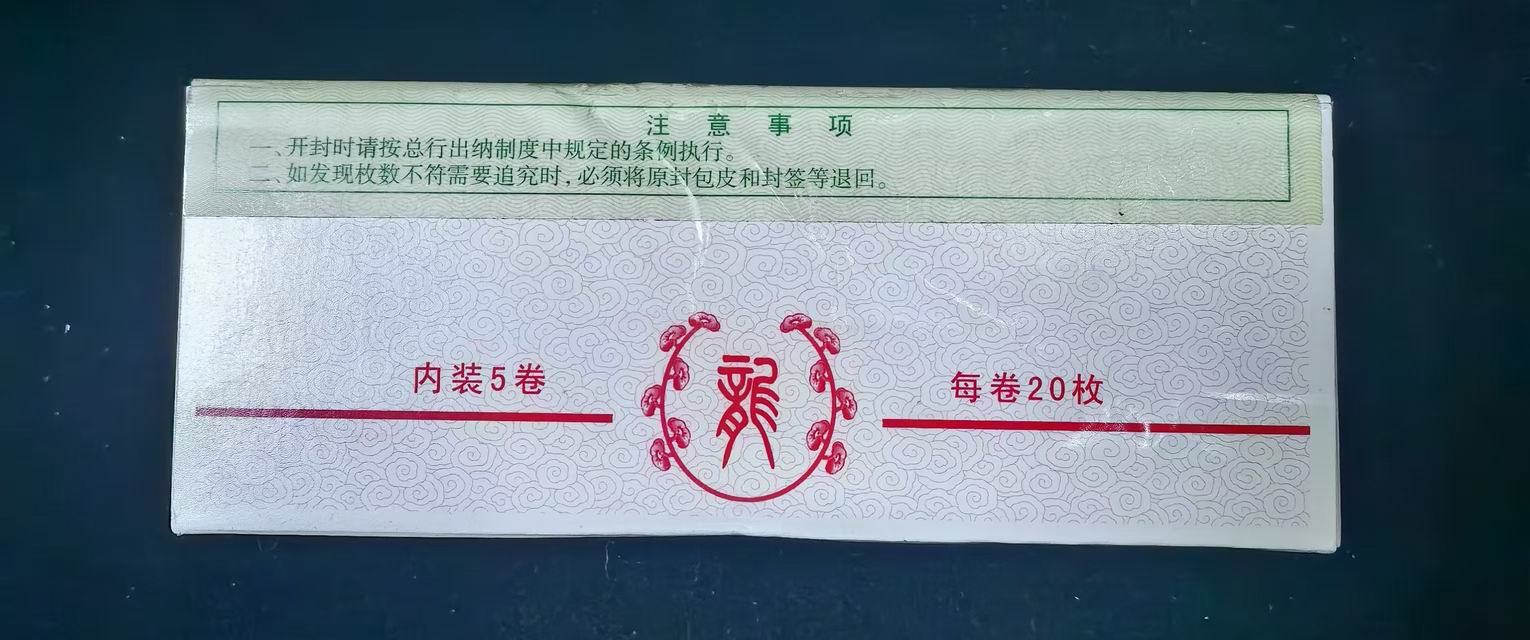 注意事项
一、开封时请按总行出纳制度中规定的条例执行。
二、如发现枚数不符需要追究时,必须将原封包皮和封签等退回。
内装5卷
龍
每卷20枚